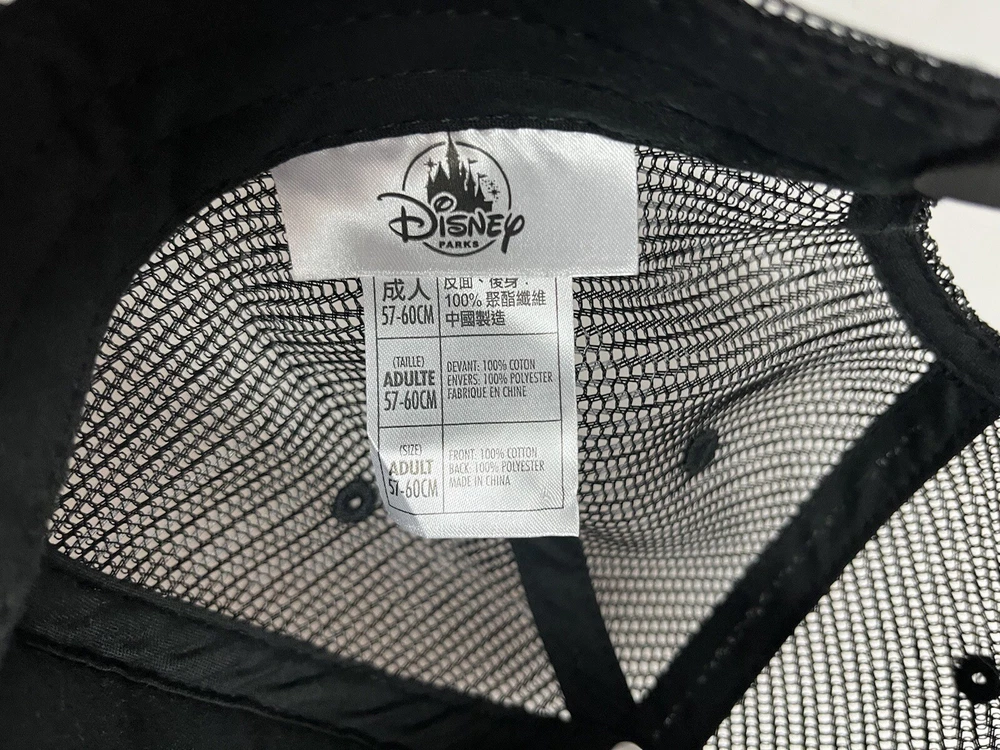 Disney
PARKS
成人
57-60CM
反面、後身:
100% 聚酯纖維
中國製造
(TAILLE)
ADULTE
57-60CM
DEVANT: 100% COTON
ENVERS: 100% POLYESTER
FABRIQUE EN CHINE
(SIZE)
ADULT
57-60CM
FRONT: 100% COTTON
BACK: 100% POLYESTER
MADE IN CHINA